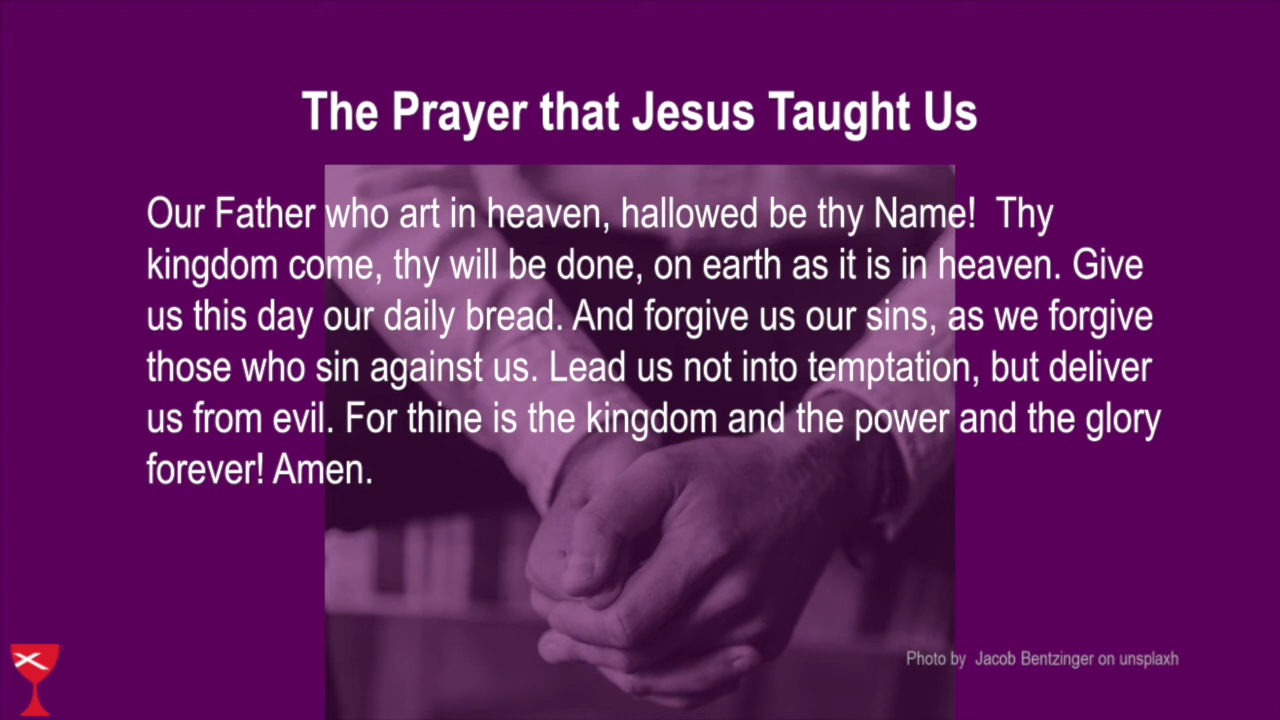 The Prayer that Jesus Taught Us
Our Father who art in heaven, hallowed be thy Name!  Thy
kingdom come, thy will be done, on earth as it is in heaven. Give
us this day our daily bread. And forgive us our sins, as we forgive
those who sin against us. Lead us not into temptation, but deliver
us from evil. For thine is the kingdom and the power and the glory
forever! Amen.
Photo by  Jacob Bentzinger on unsplaxh